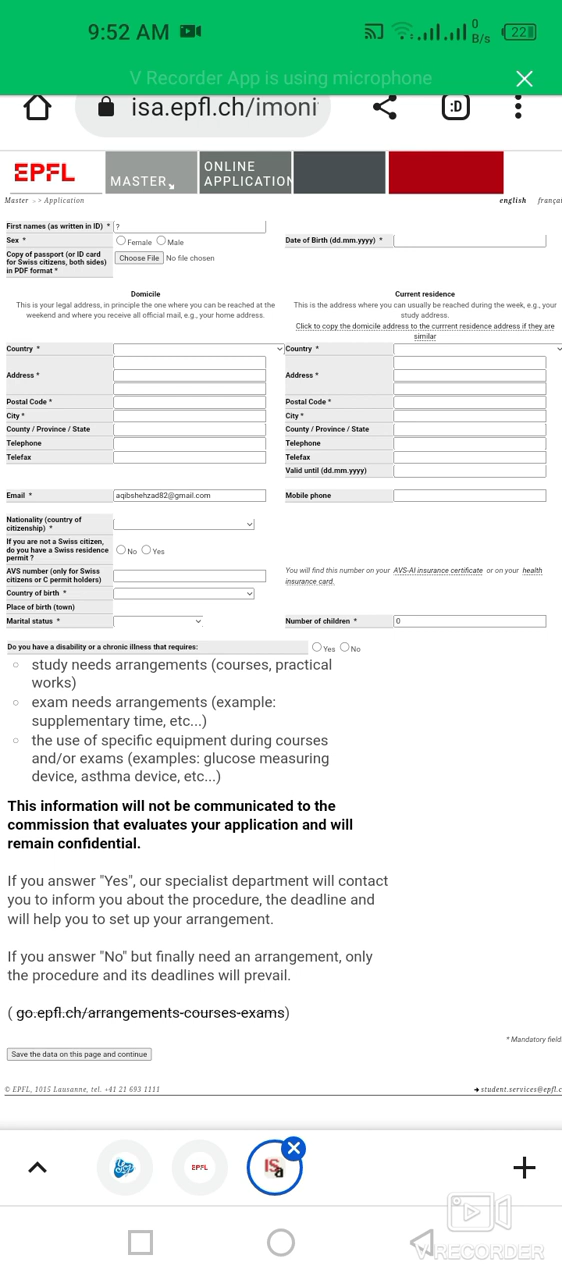 9:52 AM
0 B/s 22
V Recorder App is using microphone
isa.epfl.ch/imoni
:D
EPFL MASTER ONLINE APPLICATION
Master > > Application english frança
First names (as written in ID) * ?
Sex * Female Male Date of Birth (dd.mm.yyyy) *
Copy of passport (or ID card for Swiss citizens, both sides) in PDF format * Choose File No file chosen
Domicile
This is your legal address, in principle the one where you can be reached at the
weekend and where you receive all official mail, e.g., your home address.
Current residence
This is the address where you can usually be reached during the week, e.g., your
study address.
Click to copy the domicile address to the currrent residence address if they are
similar
Country * Country *
Address * Address *
Postal Code * Postal Code *
City * City *
County / Province / State County / Province / State
Telephone Telephone
Telefax Telefax
Valid until (dd.mm.yyyy)
Email * aqibshehzad82@gmail.com Mobile phone
Nationality (country of
citizenship) *
If you are not a Swiss citizen,
do you have a Swiss residence
permit ? No Yes
AVS number (only for Swiss
citizens or C permit holders)
You will find this number on your AVS-AI insurance certificate or on your health
insurance card.
Country of birth *
Place of birth (town)
Marital status * Number of children * 0
Do you have a disability or a chronic illness that requires: Yes No
study needs arrangements (courses, practical
works)
exam needs arrangements (example:
supplementary time, etc...)
the use of specific equipment during courses
and/or exams (examples: glucose measuring
device, asthma device, etc...)
This information will not be communicated to the
commission that evaluates your application and will
remain confidential.
If you answer "Yes", our specialist department will contact
you to inform you about the procedure, the deadline and
will help you to set up your arrangement.
If you answer "No" but finally need an arrangement, only
the procedure and its deadlines will prevail.
( go.epfl.ch/arrangements-courses-exams)
* Mandatory field
Save the data on this page and continue
© EPFL, 1015 Lausanne, tel. +41 21 693 1111 student.services@epfl.c
EPFL ISa
V RECORDER